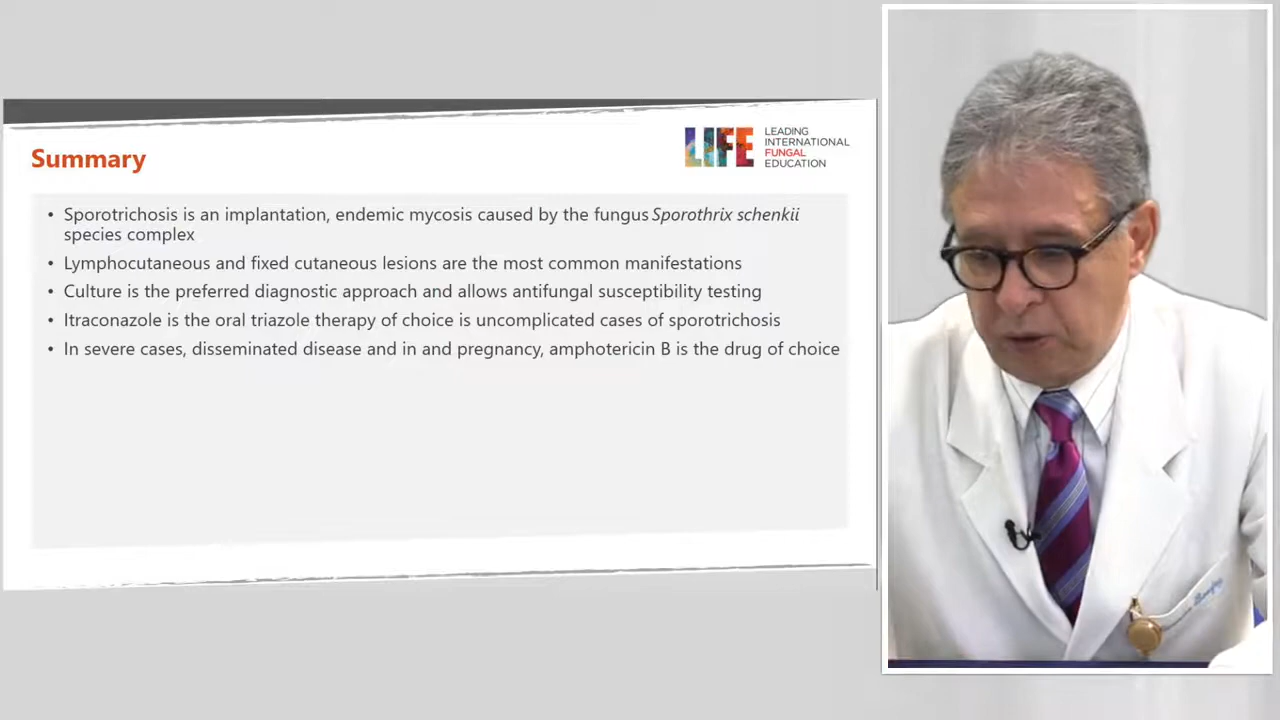 Summary
LIFE
LEADING
INTERNATIONAL
FUNGAL
EDUCATION
• Sporotrichosis is an implantation, endemic mycosis caused by the fungus Sporothrix schenkii
species complex
• Lymphocutaneous and fixed cutaneous lesions are the most common manifestations
• Culture is the preferred diagnostic approach and allows antifungal susceptibility testing
• Itraconazole is the oral triazole therapy of choice is uncomplicated cases of sporotrichosis
• In severe cases, disseminated disease and in and pregnancy, amphotericin B is the drug of choice